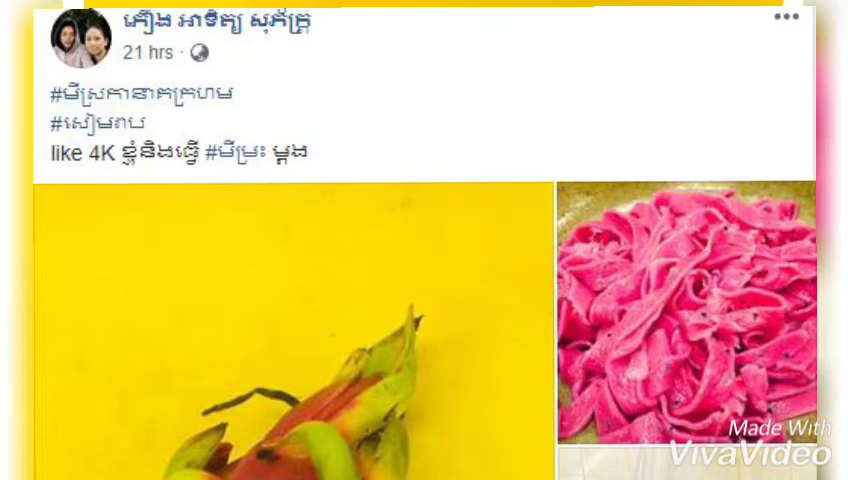 គឿង អាទិត្យ សុភ័ក្ត្រ
21 hrs ·
#មីស្រកានាគក្រហម
#សៀមរាប
like 4K ខ្ញុំនិងធ្វើ #មីម្រះ ម្ដង
Made With
VivaVideo